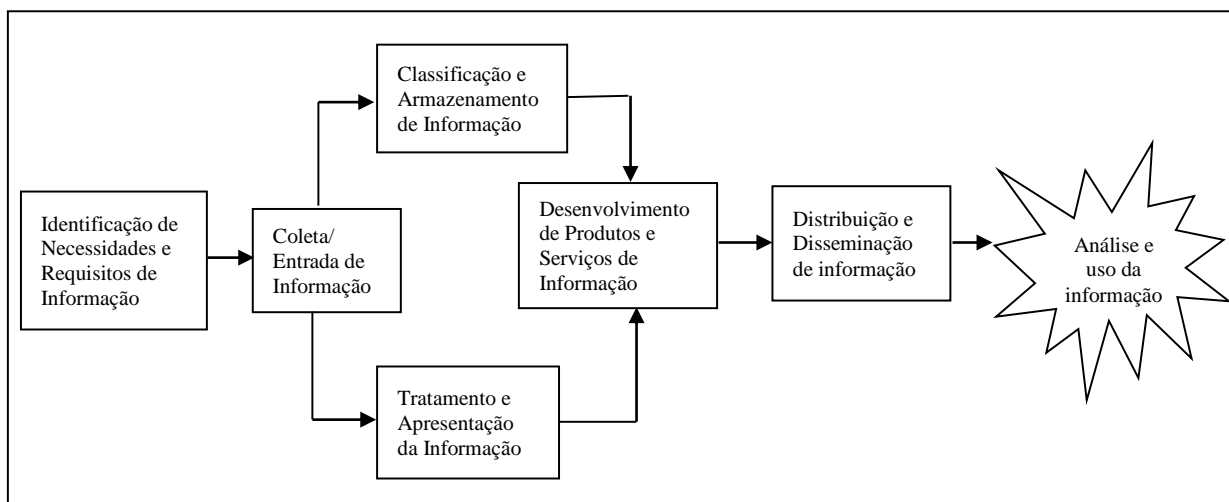 Identificação de
Necessidades e
Requisitos de
Informação
Coleta/
Entrada de
Informação
Classificação e
Armazenamento
de Informação
Tratamento e
Apresentação
da Informação
Desenvolvimento
de Produtos e
Serviços de
Informação
Distribuição e
Disseminação
de informação
Análise e
uso da
informação